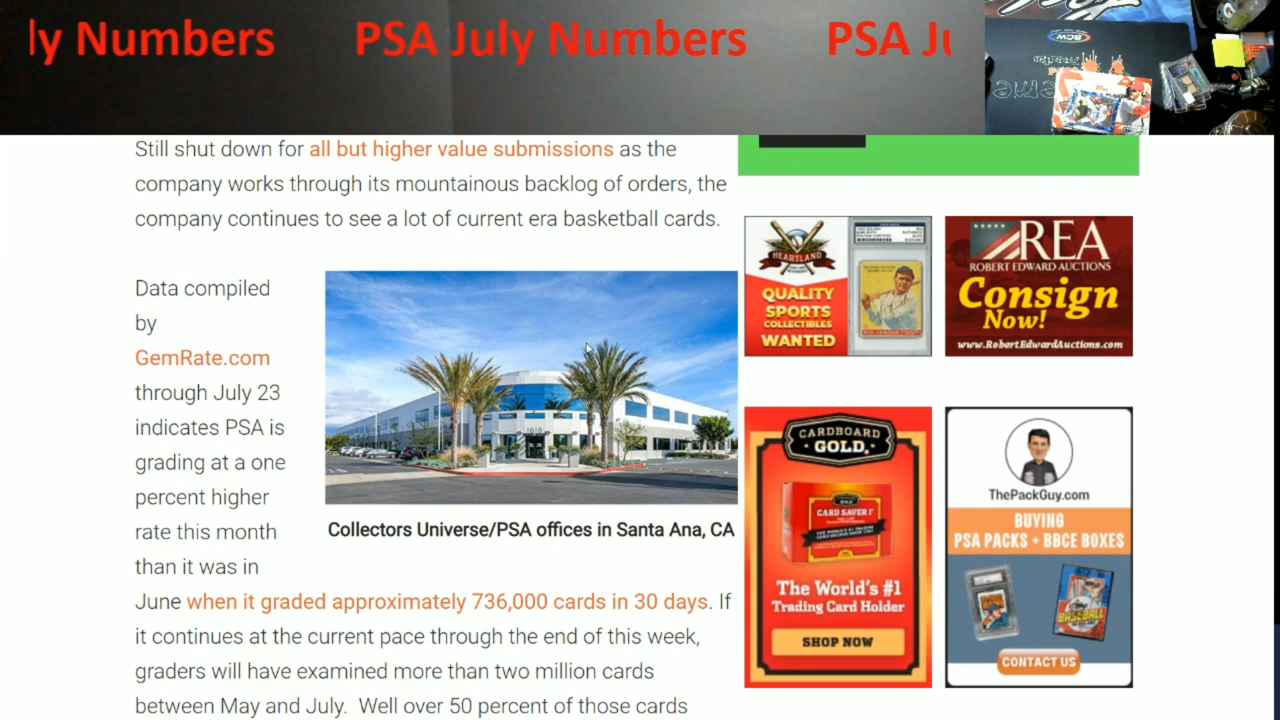 ly Numbers PSA July Numbers PSA Ju
BCW
Still shut down for all but higher value submissions as the
company works through its mountainous backlog of orders, the
company continues to see a lot of current era basketball cards.
Data compiled
by
GemRate.com
through July 23
indicates PSA is
grading at a one
percent higher
rate this month
than it was in
June when it graded approximately 736,000 cards in 30 days. If
it continues at the current pace through the end of this week,
graders will have examined more than two million cards
between May and July. Well over 50 percent of those cards
Collectors Universe/PSA offices in Santa Ana, CA
HEARTLAND
QUALITY
SPORTS
COLLECTIBLES
WANTED
REA
ROBERT EDWARD AUCTIONS
Consign
Now!
www.RobertEdwardAuctions.com
CARDBOARD
GOLD.
CARD SAVER 1
The World's #1
Trading Card Holder
SHOP NOW
ThePackGuy.com
BUYING
PSA PACKS + BBCE BOXES
BASEBALL
CONTACT US